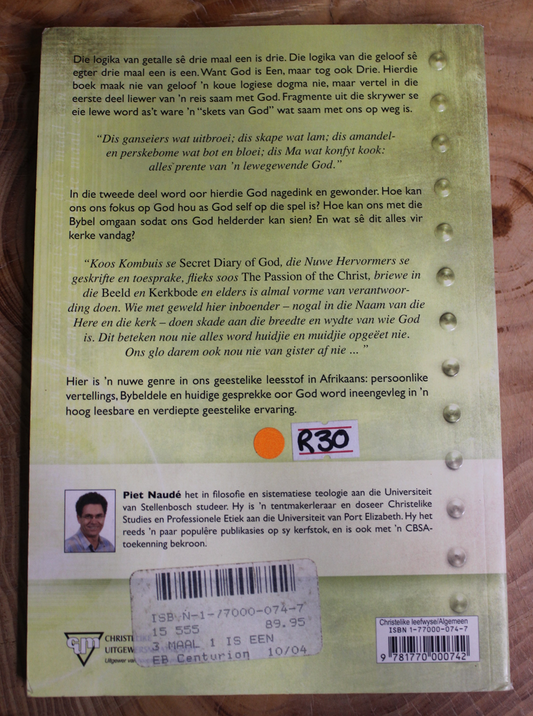 Die logika van getalle sê drie maal een is drie. Die logika van die geloof sê
egter drie maal een is een. Want God is Een, maar tog ook Drie. Hierdie
boek maak nie van geloof 'n koue logiese dogma nie, maar vertel in die
eerste deel liewer van 'n reis saam met God. Fragmente uit die skrywer se
eie lewe word as't ware 'n "skets van God" wat saam met ons op weg is.
"Dis ganseiers wat uitbroei; dis skape wat lam; dis amandel-
en perskebome wat bot en bloei; dis Ma wat konfyt kook:
alles prente van 'n lewegewende God."
In die tweede deel word oor hierdie God nagedink en gewonder. Hoe kan
ons ons fokus op God hou as God self op die spel is? Hoe kan ons met die
Bybel omgaan sodat ons God helderder kan sien? En wat sê dit alles vir
kerke vandag?
"Koos Kombuis se Secret Diary of God, die Nuwe Hervormers se
geskrifte en toesprake, flieks soos The Passion of the Christ, briewe in
die Beeld en Kerkbode en elders is almal vorme van verantwoor-
ding doen. Wie met geweld hier inboender – nogal in die Naam van die
Here en die kerk – doen skade aan die breedte en wydte van wie God
is. Dit beteken nou nie alles word huidjie en muidjie opgeëet nie.
Ons glo darem ook nou nie van gister af nie ... "
Hier is 'n nuwe genre in ons geestelike leesstof in Afrikaans: persoonlike
vertellings, Bybeldele en huidige gesprekke oor God word ineengevleg in 'n
hoog leesbare en verdiepte geestelike ervaring.
R30
Piet Naudé het in filosofie en sistematiese teologie aan die Universiteit
van Stellenbosch studeer. Hy is 'n tentmakerleraar en doseer Christelike
Studies en Professionele Etiek aan die Universiteit van Port Elizabeth. Hy het
reeds 'n paar populêre publikasies op sy kerfstok, en is ook met 'n CBSA-
toekenning bekroon.
ISBN-1-77000-074-7
15 555 89.95
3 MAAL 1 IS EEN
EB Centurion 10/04
CHRISTELIKE
UITGEWERS
Uitgewer van
Christelike leefwyse/Algemeen
ISBN 1-77000-074-7
9 781770 000742